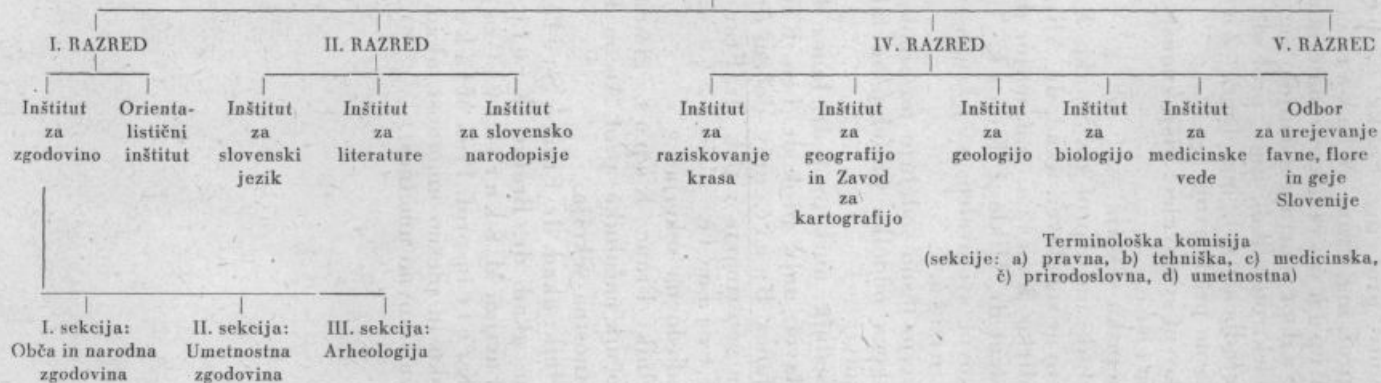 I. RAZRED
II. RAZRED
IV. RAZRED
V. RAZRED
Inštitut
za
zgodovino
Orienta-
listični
inštitut
Inštitut
za
slovenski
jezik
Inštitut
za
literature
Inštitut
za slovensko
narodopisje
Inštitut
za
raziskovanje
krasa
Inštitut
za
geografijo
in Zavod
za
kartografijo
Inštitut
za
geologijo
Inštitut
za
biologijo
Inštitut
za
medicinske
vede
Odbor
za urejevanje
favne, flore
in geje
Slovenije
Terminološka komisija
(sekcije: a) pravna, b) tehniška, c) medicinska,
č) prirodoslovna, d) umetnostna)
I. sekcija:
Obča in narodna
zgodovina
II. sekcija:
Umetnostna
zgodovina
III. sekcija:
Arheologija